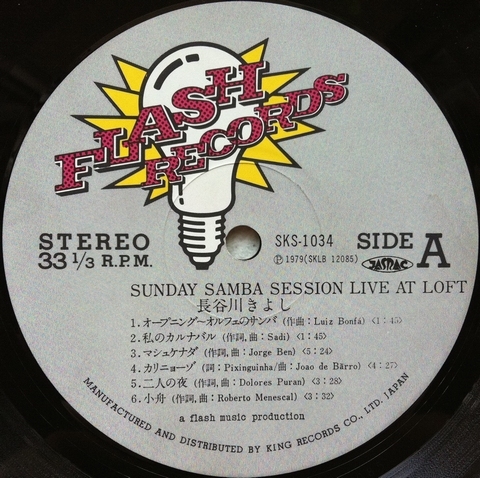 FLASH
RECORDS
STEREO
33 1/3 R.P.M.
SKS-1034
Ⓟ 1979(SKLB 12085)
SIDE A
JASRAC
SUNDAY SAMBA SESSION LIVE AT LOFT
長谷川きよし
1.オープニング〜オルフェのサンバ (作曲:Luiz Bonfá) <1:45>
2.私のカルナバル (作詞,曲:Sadi) <1:45>
3.マシュケナダ (作詞,曲:Jorge Ben) <5:24>
4.カリニョーゾ (詞:Pixinguinha/曲:Joao de Bàrro) <4:27>
5.二人の夜 (作詞,曲:Dolores Puran) <3:28>
6.小舟 (作詞,曲:Roberto Menescal) <3:32>
a flash music production
MANUFACTURED AND DISTRIBUTED BY KING RECORDS CO., LTD. JAPAN